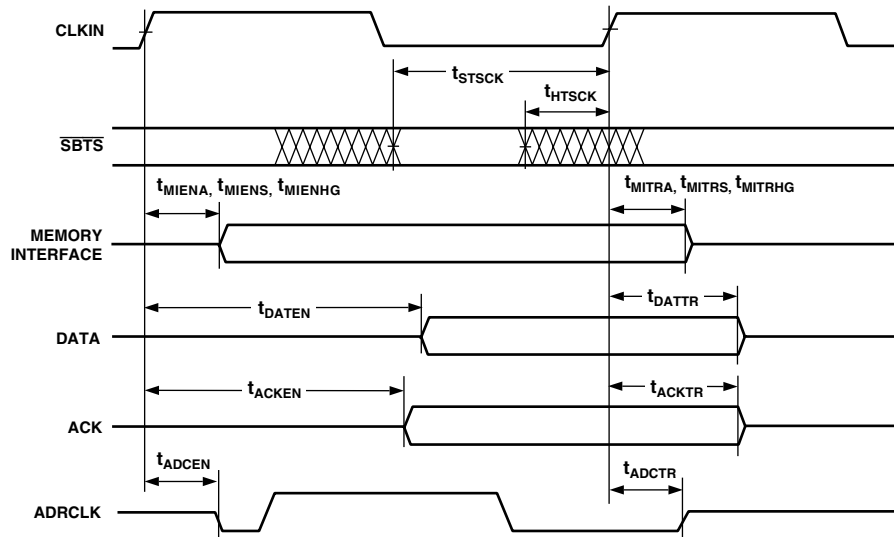 CLKIN
tSTSCK
tHTSCK
SBTS
tMIENA, tMIENS, tMIENHG
tMITRA, tMITRS, tMITRHG
MEMORY
INTERFACE
tDATEN
tDATTR
DATA
tACKEN
tACKTR
ACK
tADCEN
tADCTR
ADRCLK